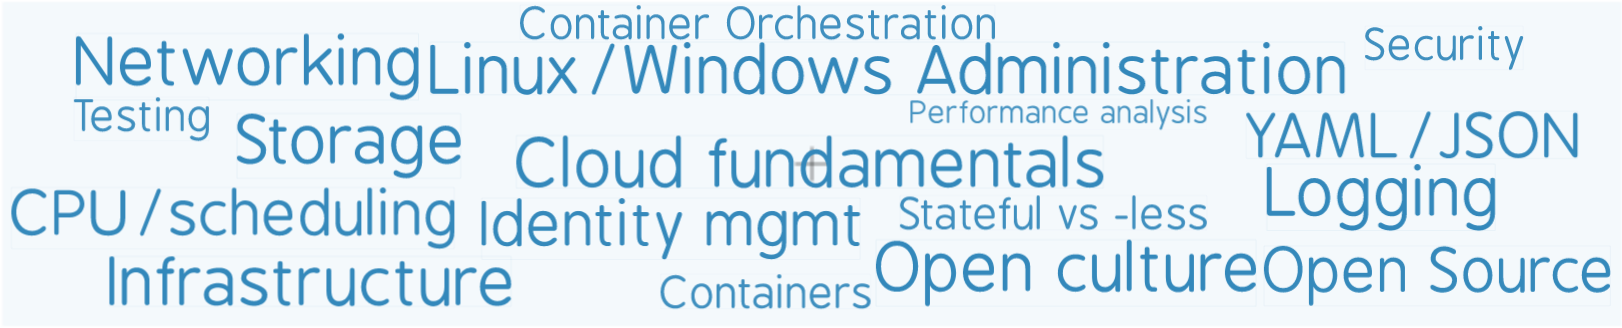 Container Orchestration
Networking
Linux/Windows Administration
Security
Testing
Performance analysis
Storage
YAML/JSON
Cloud fundamentals
Logging
CPU/scheduling
Identity mgmt
Stateful vs -less
Infrastructure
Containers
Open culture
Open Source